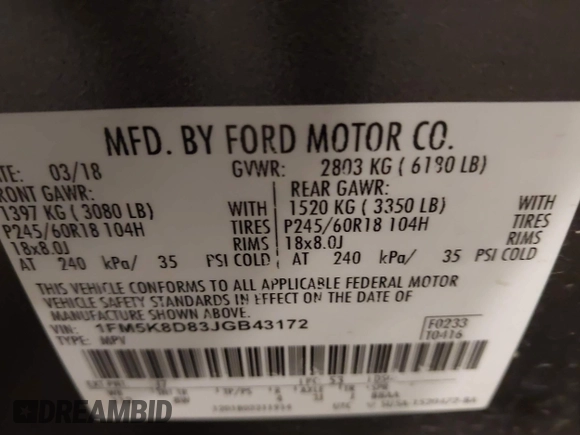 MFD. BY FORD MOTOR CO.
TE: 03/18 GVWR: 2803 KG ( 6180 LB)
FRONT GAWR: REAR GAWR:
1397 KG ( 3080 LB) WITH 1520 KG ( 3350 LB) WITH
P245/60R18 104H TIRES P245/60R18 104H TIRES
18x8.0J RIMS 18x8.0J RIMS
AT 240 kPa/ 35 PSI COLD AT 240 kPa/ 35 PSI COLD
THIS VEHICLE CONFORMS TO ALL APPLICABLE FEDERAL MOTOR
VEHICLE SAFETY STANDARDS IN EFFECT ON THE DATE OF
MANUFACTURE SHOWN ABOVE.
VIN: 1FM5K8D83JGB43172 F0233
TYPE: MPV T0416
EXT PNT:
DREAMBID